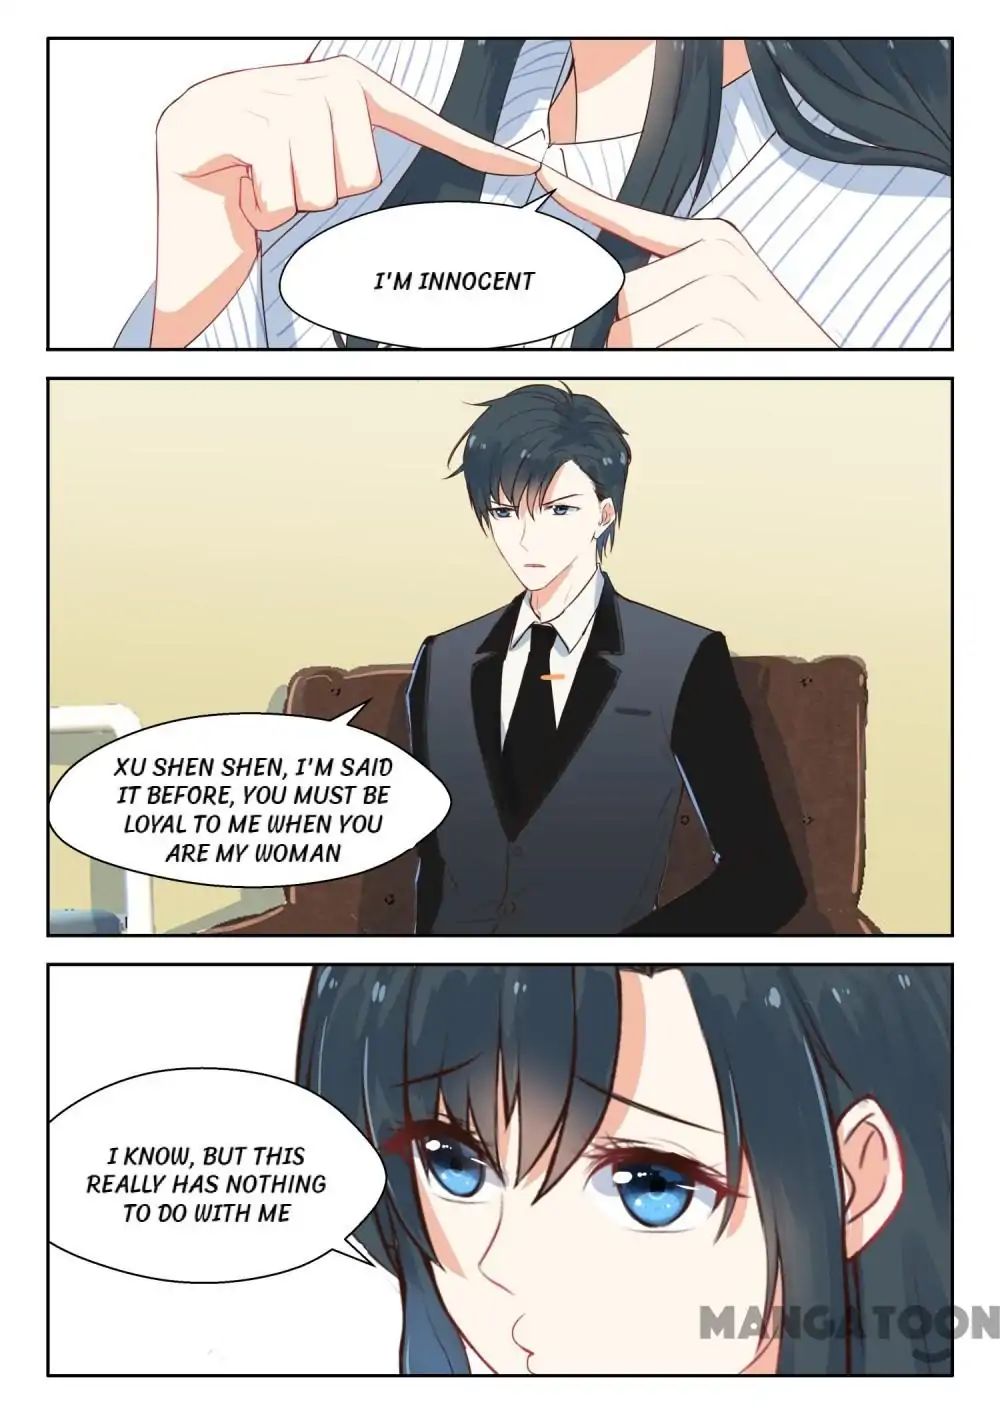 I'M INNOCENT
XU SHEN SHEN, I'M SAID
IT BEFORE, YOU MUST BE
LOYAL TO ME WHEN YOU
ARE MY WOMAN
I KNOW, BUT THIS
REALLY HAS NOTHING
TO DO WITH ME
MANGATOON